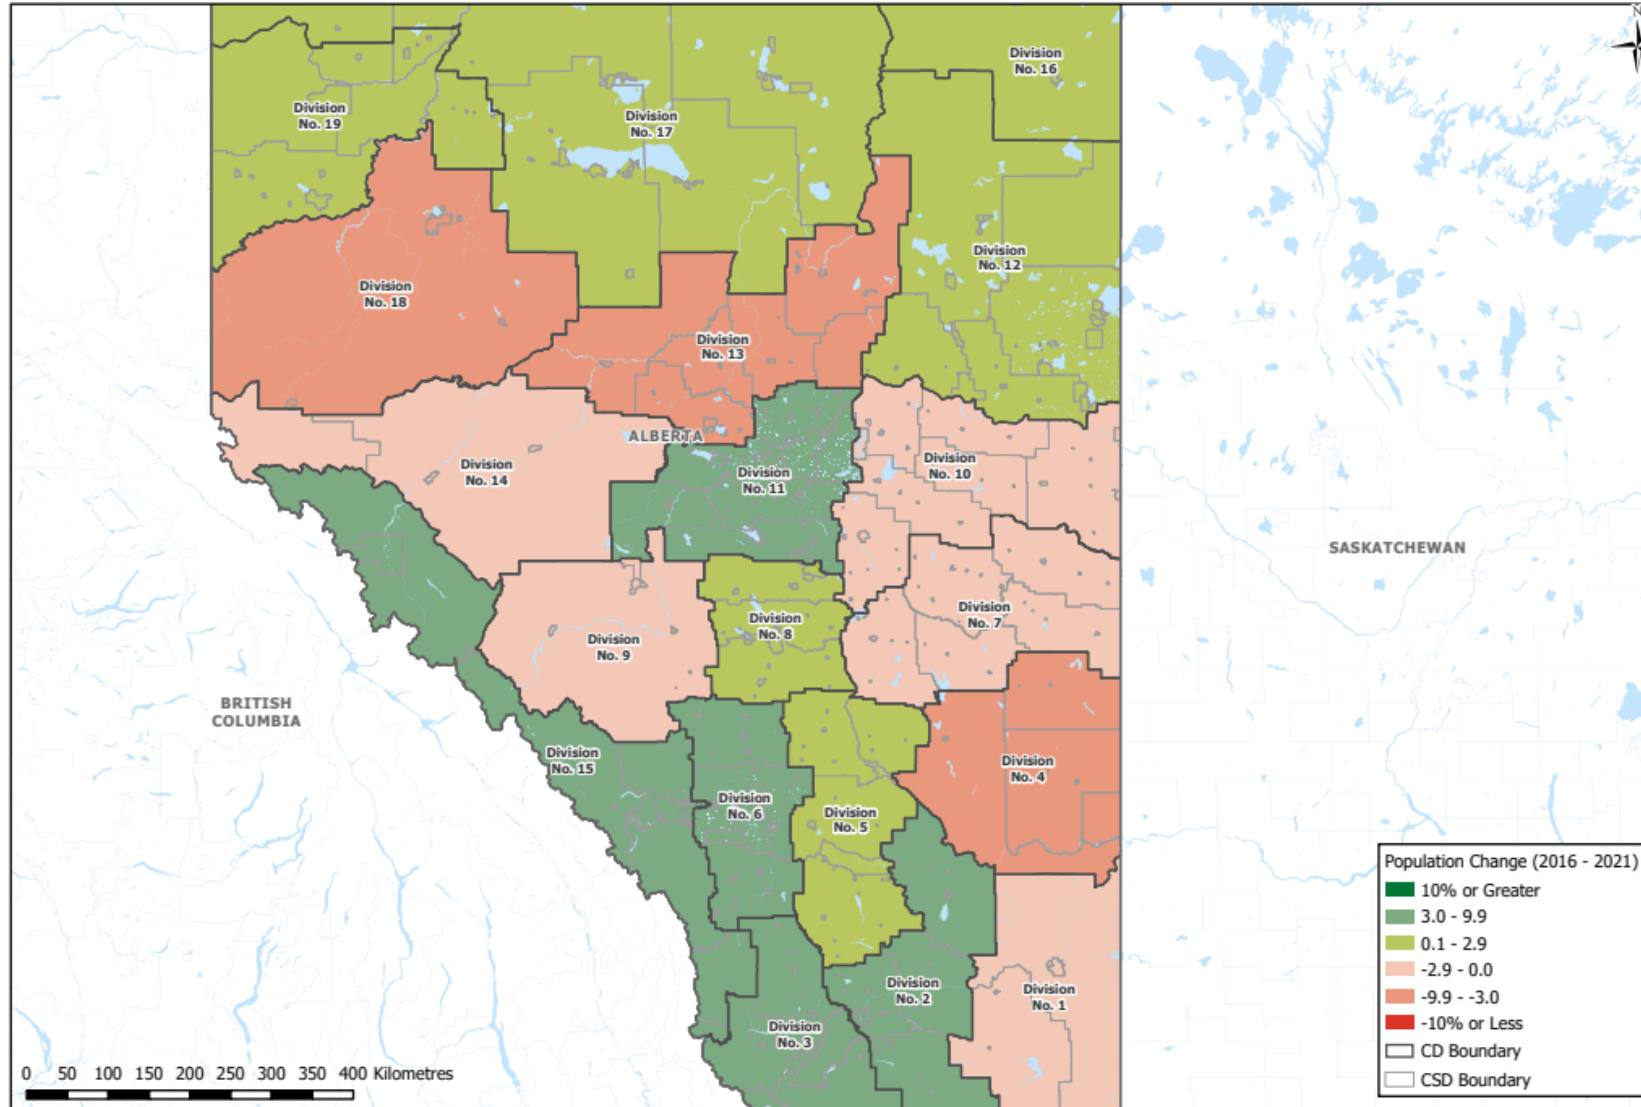 N
Division
No. 16
Division
No. 19
Division
No. 17
Division
No. 12
Division
No. 18
Division
No. 13
ALBERTA
Division
No. 14
Division
No. 11
Division
No. 10
SASKATCHEWAN
Division
No. 9
Division
No. 8
Division
No. 7
BRITISH
COLUMBIA
Division
No. 15
Division
No. 6
Division
No. 5
Division
No. 4
Division
No. 2
Division
No. 1
Division
No. 3
Population Change (2016 - 2021)
10% or Greater
3.0 - 9.9
0.1 - 2.9
-2.9 - 0.0
-9.9 - -3.0
-10% or Less
CD Boundary
CSD Boundary
0 50 100 150 200 250 300 350 400 Kilometres